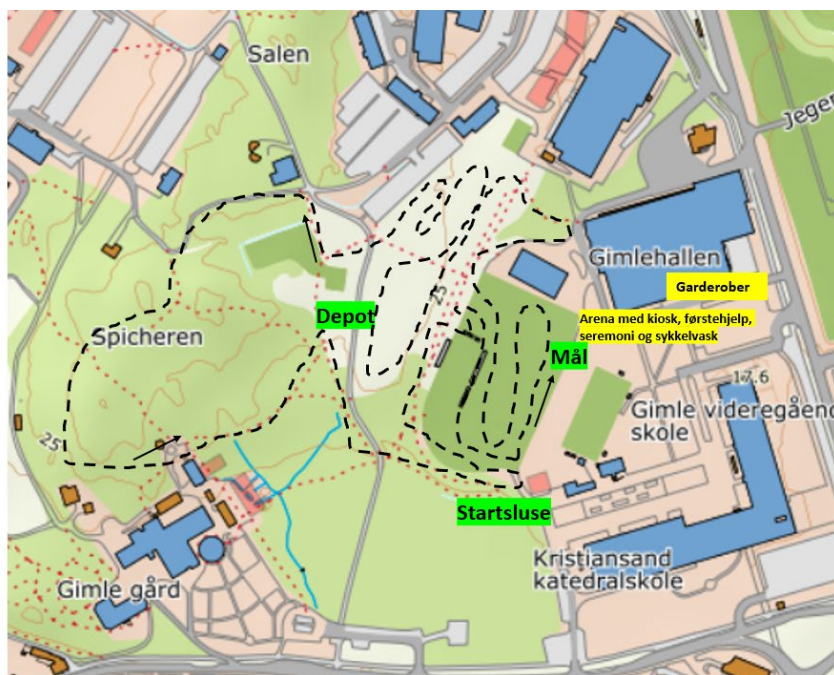 Salen
Jeger
Gimlehallen
Garderober
Depot
25
Arena med kiosk, førstehjelp,
seremoni og sykkelvask
Spicheren
Mål
17.6
Gimle videregåend
skole
25
Startsluse
Kristiansand
katedralskole
Gimle gård